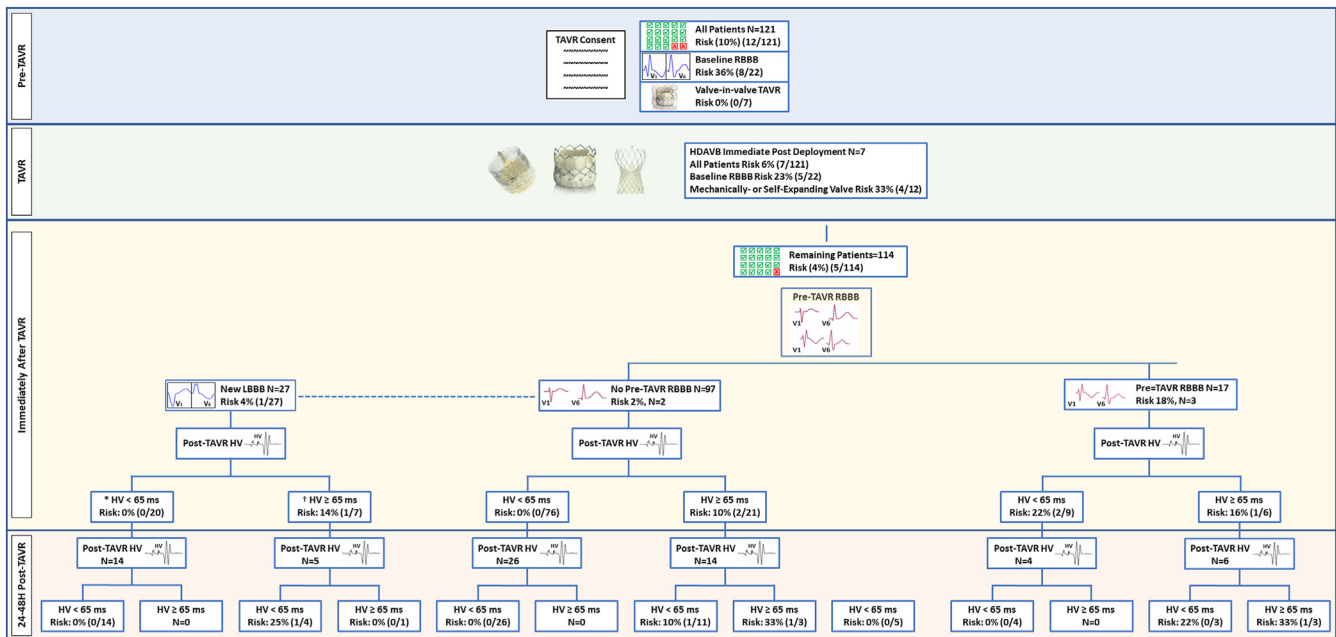 Pre-TAVR
TAVR Consent
All Patients N=121
Risk (10%) (12/121)
V₁ V₆
Baseline RBBB
Risk 36% (8/22)
Valve-in-valve TAVR
Risk 0% (0/7)
TAVR
HDAVB Immediate Post Deployment N=7
All Patients Risk 6% (7/121)
Baseline RBBB Risk 23% (5/22)
Mechanically- or Self-Expanding Valve Risk 33% (4/12)
Immediately After TAVR
Remaining Patients=114
Risk (4%) (5/114)
Pre-TAVR RBBB
V1 V6
V1 V6
V₁ V₆
New LBBB N=27
Risk 4% (1/27)
V1 V6
No Pre-TAVR RBBB N=97
Risk 2%, N=2
V1 V6
Pre=TAVR RBBB N=17
Risk 18%, N=3
Post-TAVR HV HV
Post-TAVR HV HV
Post-TAVR HV HV
* HV < 65 ms
Risk: 0% (0/20)
† HV ≥ 65 ms
Risk: 14% (1/7)
HV < 65 ms
Risk: 0% (0/76)
HV ≥ 65 ms
Risk: 10% (2/21)
HV < 65 ms
Risk: 22% (2/9)
HV ≥ 65 ms
Risk: 16% (1/6)
24-48H Post-TAVR
Post-TAVR HV HV
N=14
Post-TAVR HV HV
N=5
Post-TAVR HV HV
N=26
Post-TAVR HV HV
N=14
Post-TAVR HV HV
N=4
Post-TAVR HV HV
N=6
HV < 65 ms
Risk: 0% (0/14)
HV ≥ 65 ms
N=0
HV < 65 ms
Risk: 25% (1/4)
HV ≥ 65 ms
Risk: 0% (0/1)
HV < 65 ms
Risk: 0% (0/26)
HV ≥ 65 ms
N=0
HV < 65 ms
Risk: 10% (1/11)
HV ≥ 65 ms
Risk: 33% (1/3)
HV < 65 ms
Risk: 0% (0/5)
HV < 65 ms
Risk: 0% (0/4)
HV ≥ 65 ms
N=0
HV < 65 ms
Risk: 22% (0/3)
HV ≥ 65 ms
Risk: 33% (1/3)